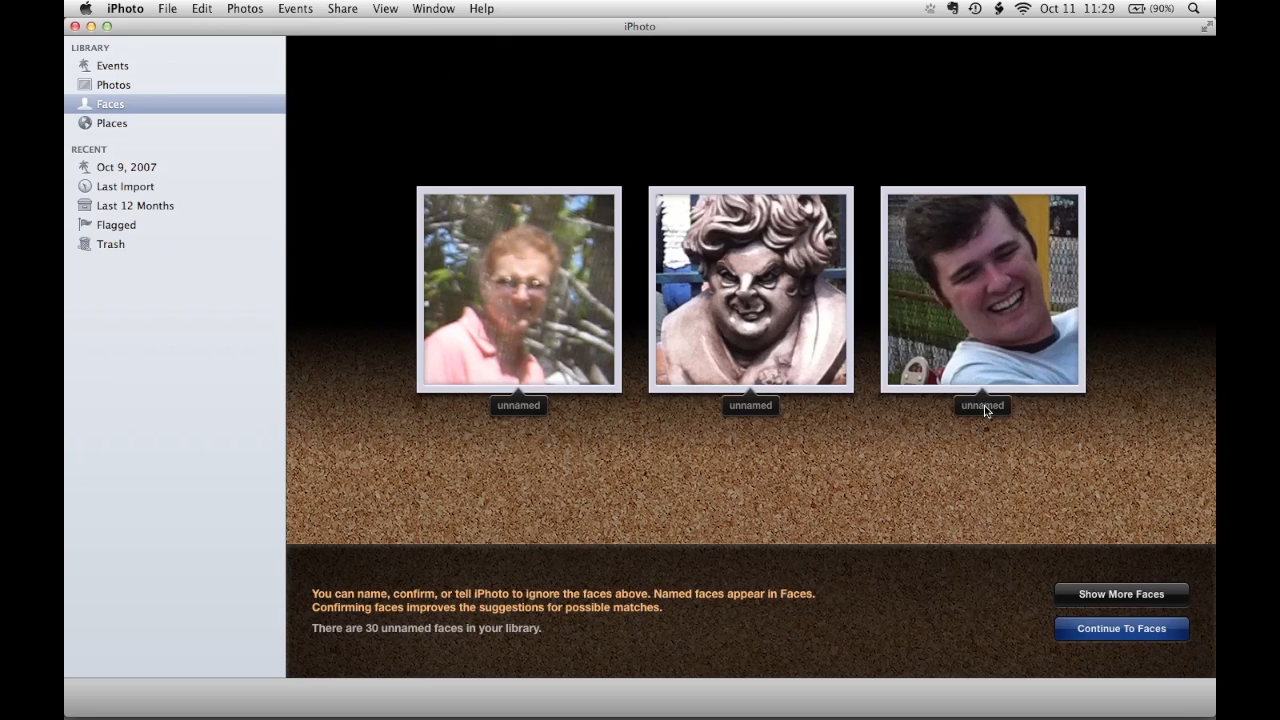 iPhoto File Edit Photos Events Share View Window Help Oct 11 11:29 (90%)
iPhoto
LIBRARY
Events
Photos
Faces
Places
RECENT
Oct 9, 2007
Last Import
Last 12 Months
Flagged
Trash
unnamed unnamed unnamed
You can name, confirm, or tell iPhoto to ignore the faces above. Named faces appear in Faces.
Confirming faces improves the suggestions for possible matches.
There are 30 unnamed faces in your library.
Show More Faces
Continue To Faces